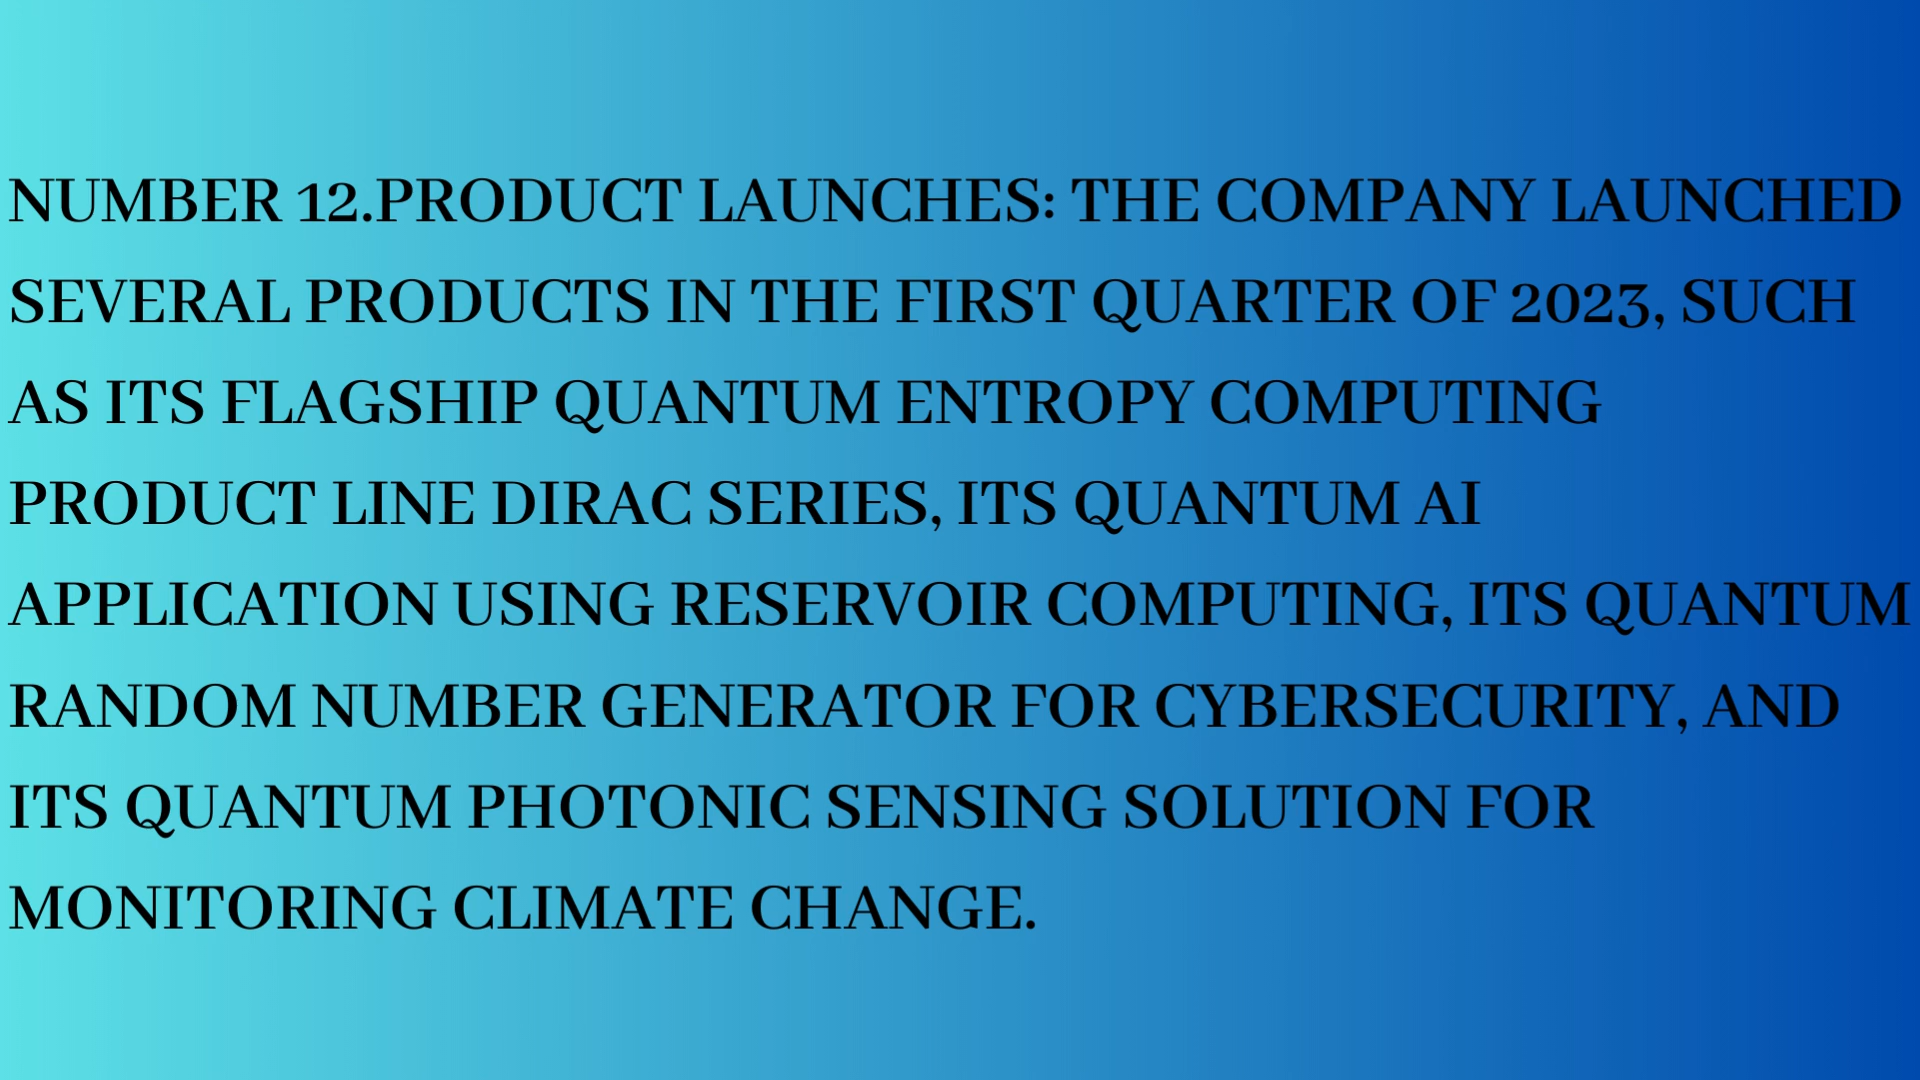 NUMBER 12.PRODUCT LAUNCHES: THE COMPANY LAUNCHED
SEVERAL PRODUCTS IN THE FIRST QUARTER OF 2023, SUCH
AS ITS FLAGSHIP QUANTUM ENTROPY COMPUTING
PRODUCT LINE DIRAC SERIES, ITS QUANTUM AI
APPLICATION USING RESERVOIR COMPUTING, ITS QUANTUM
RANDOM NUMBER GENERATOR FOR CYBERSECURITY, AND
ITS QUANTUM PHOTONIC SENSING SOLUTION FOR
MONITORING CLIMATE CHANGE.